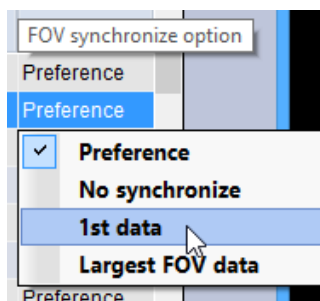 FOV synchronize option
Preference
Preference
Preference
No synchronize
1st data
Largest FOV data
Preference